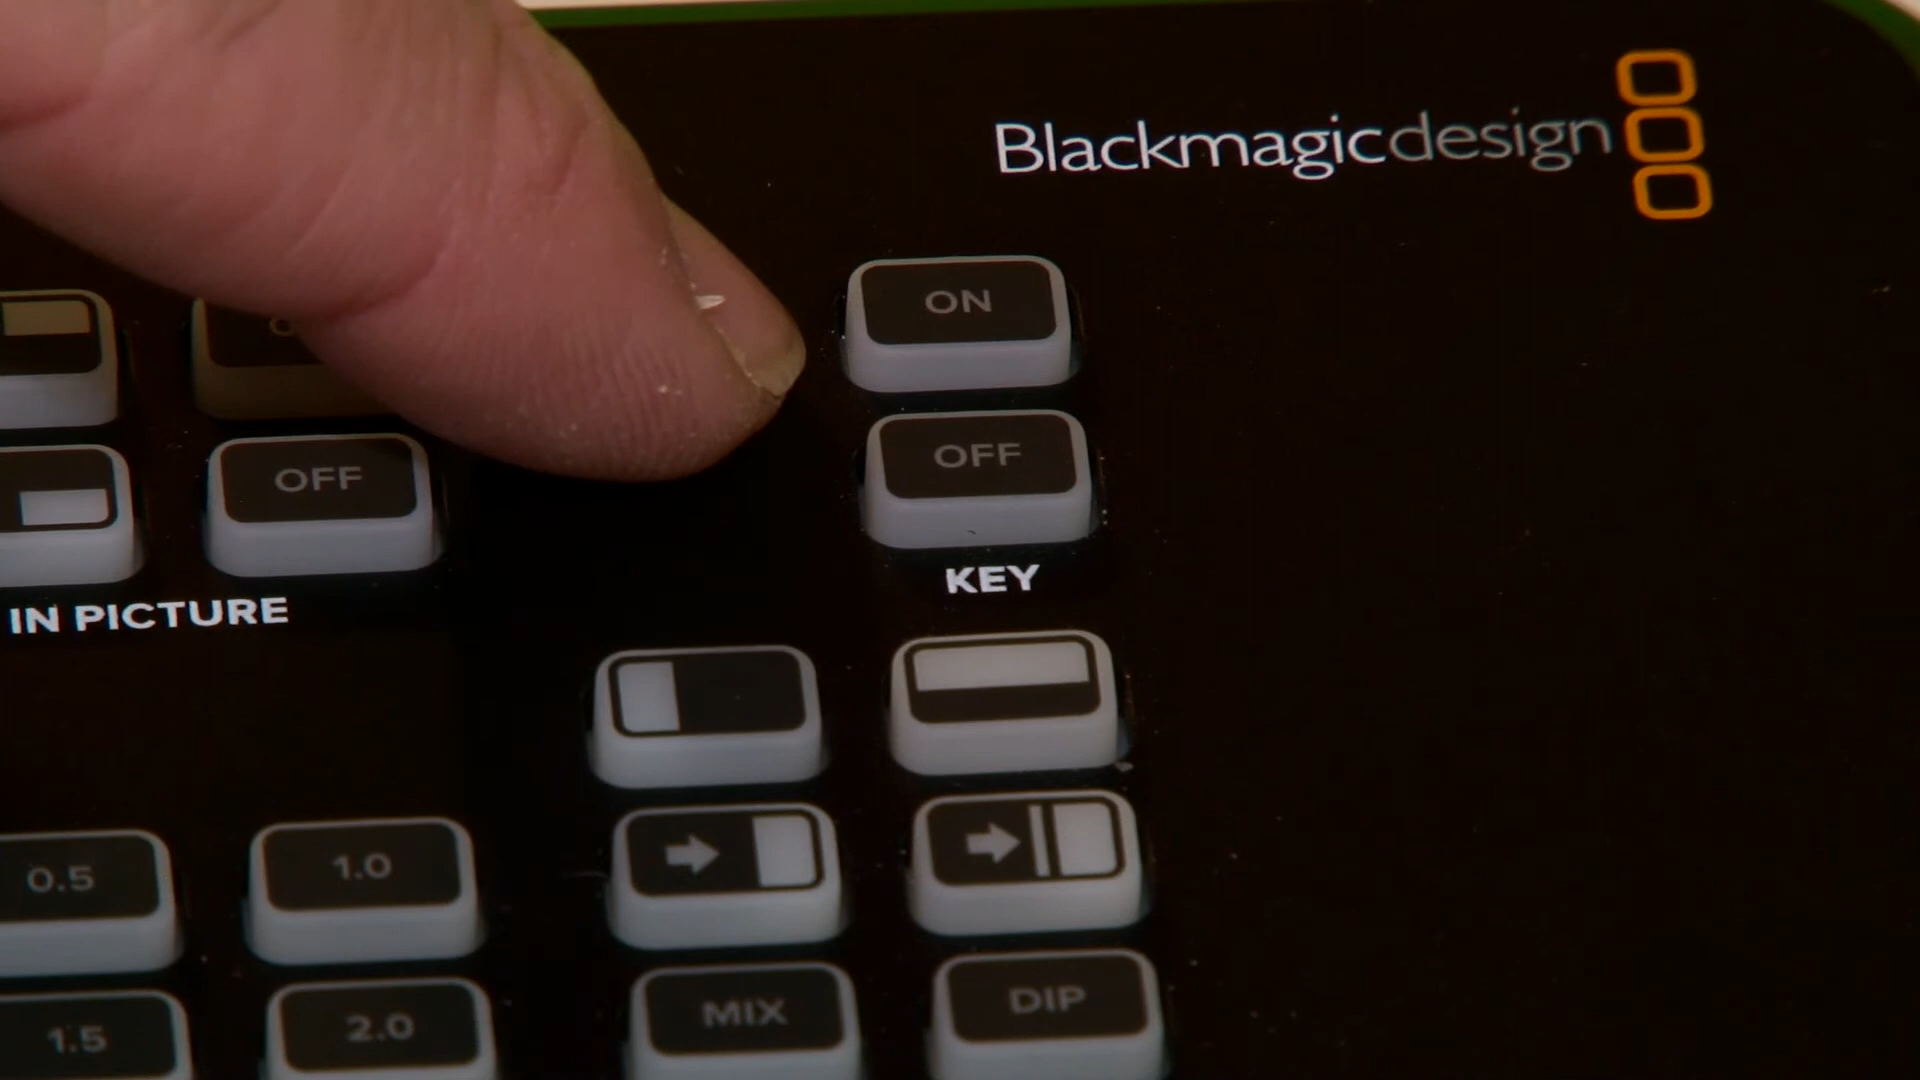 Blackmagicdesign
ON
OFF
OFF
KEY
IN PICTURE
0.5
1.0
1.5
2.0
MIX
DIP